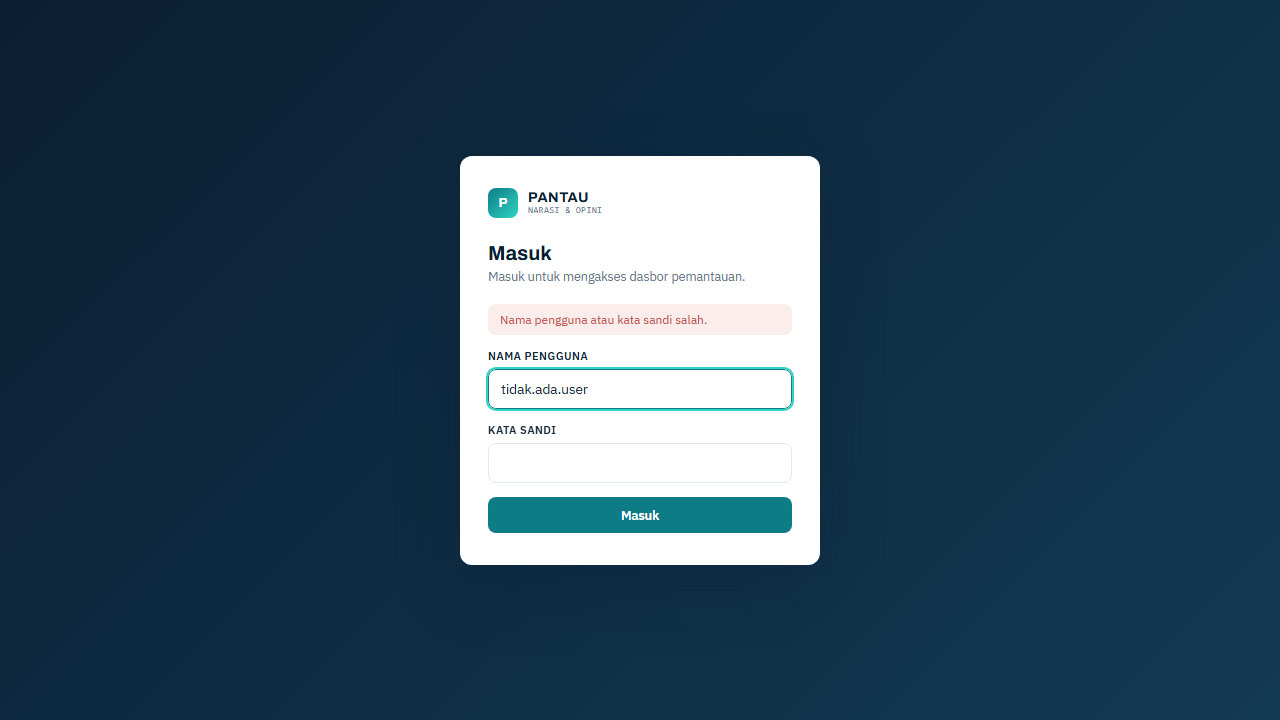 P
PANTAU
NARASI & OPINI
Masuk
Masuk untuk mengakses dasbor pemantauan.
Nama pengguna atau kata sandi salah.
NAMA PENGGUNA
tidak.ada.user
KATA SANDI
Masuk